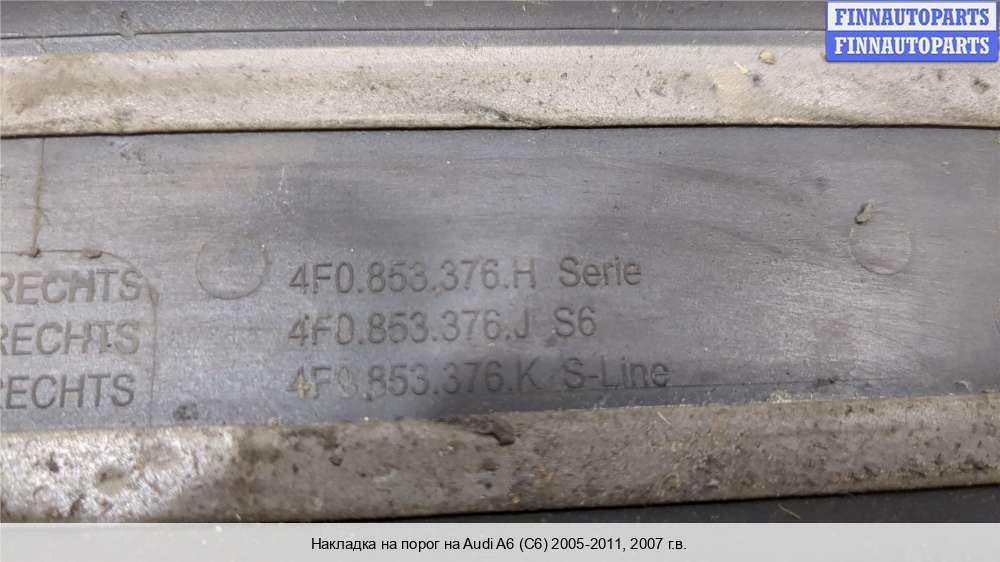 FINNAUTOPARTS
FINNAUTOPARTS
RECHTS 4F0.853.376.H Serie
RECHTS 4F0.853.376.J S6
RECHTS 4F0.853.376.K S-Line
Накладка на порог на Audi A6 (C6) 2005-2011, 2007 г.в.